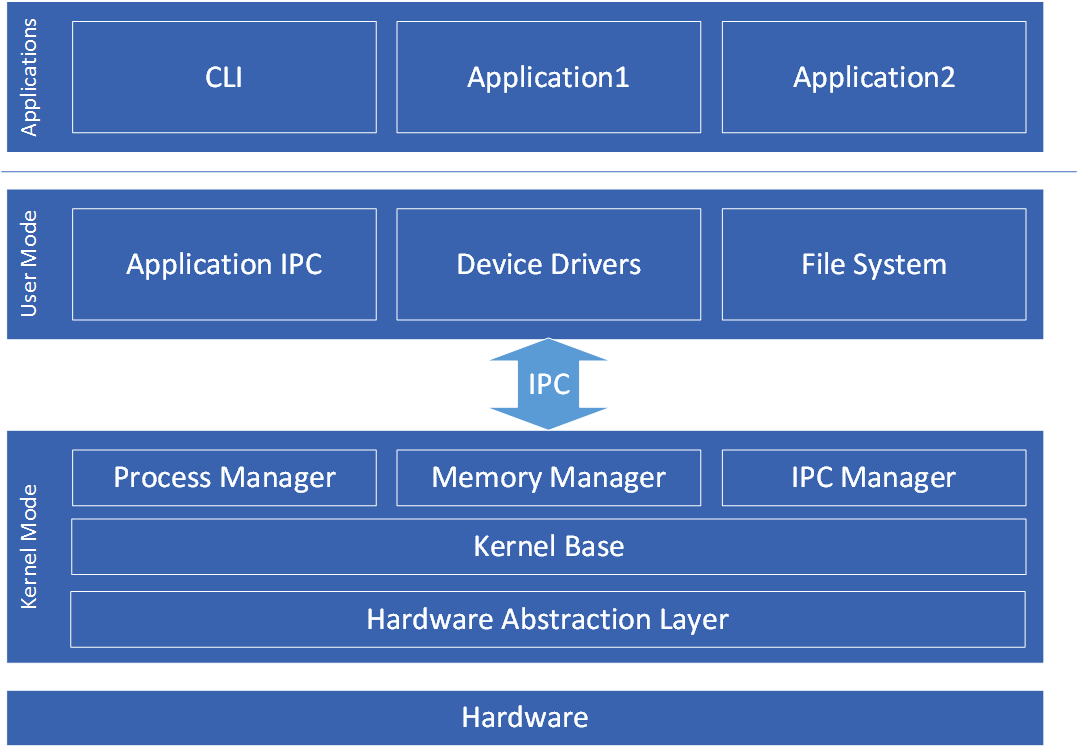 Applications
CLI
Application1
Application2
User Mode
Application IPC
Device Drivers
File System
IPC
Kernel Mode
Process Manager
Memory Manager
IPC Manager
Kernel Base
Hardware Abstraction Layer
Hardware